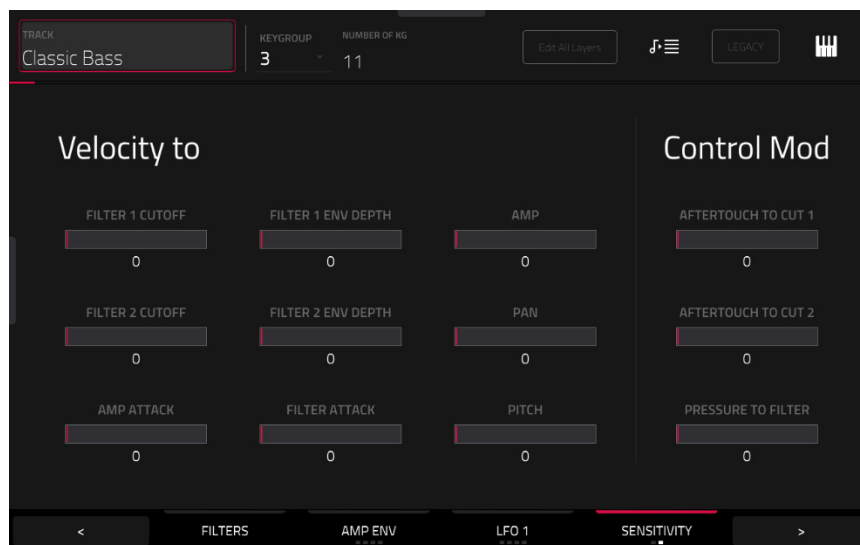 TRACK KEYGROUP NUMBER OF KG
Classic Bass 3 11 Edit All Layers LEGACY
Velocity to Control Mod
FILTER 1 CUTOFF FILTER 1 ENV DEPTH AMP AFTERTOUCH TO CUT 1
0 0 0 0
FILTER 2 CUTOFF FILTER 2 ENV DEPTH PAN AFTERTOUCH TO CUT 2
0 0 0 0
AMP ATTACK FILTER ATTACK PITCH PRESSURE TO FILTER
0 0 0 0
< FILTERS AMP ENV LFO 1 SENSITIVITY >